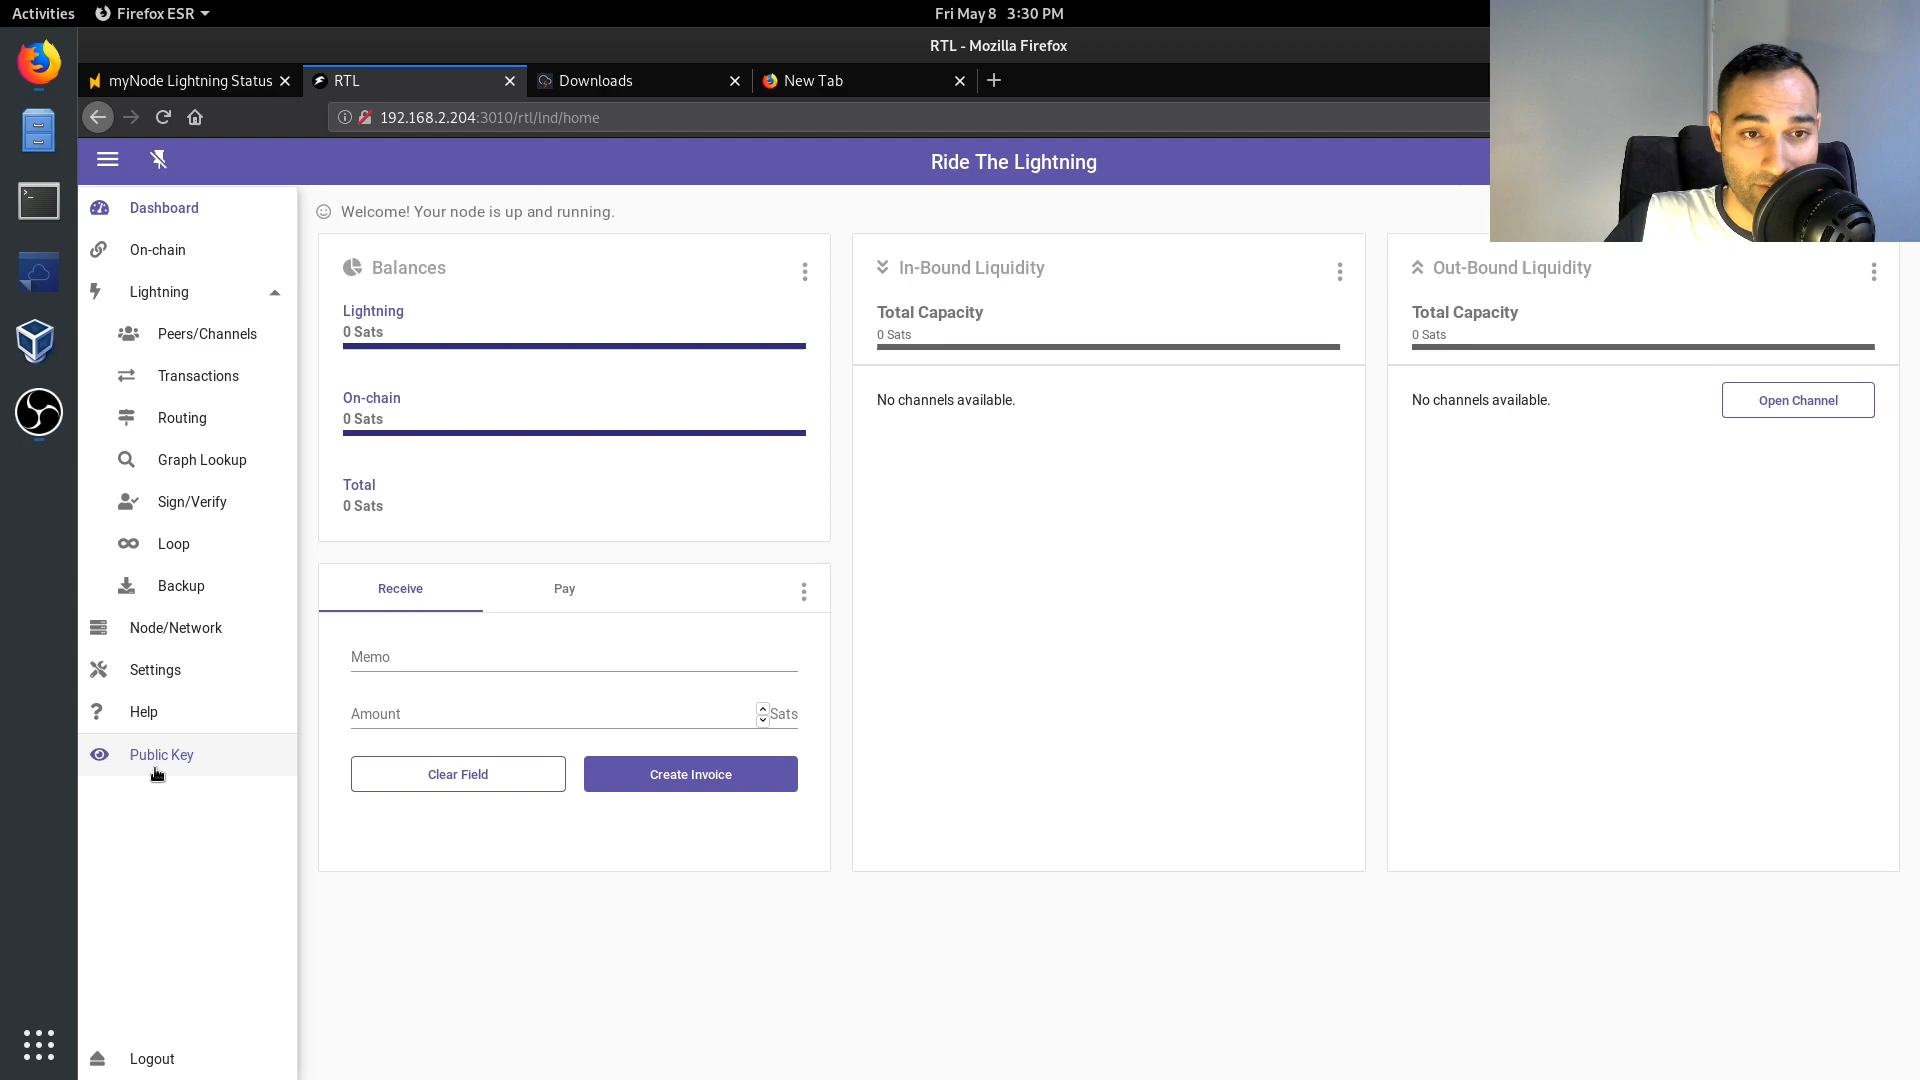 Activities
Firefox ESR
Fri May 8 3:30 PM
RTL - Mozilla Firefox
myNode Lightning Status
RTL
Downloads
New Tab
192.168.2.204:3010/rtl/lnd/home
Ride The Lightning
Dashboard
On-chain
Lightning
Peers/Channels
Transactions
Routing
Graph Lookup
Sign/Verify
Loop
Backup
Node/Network
Settings
Help
Public Key
Logout
Welcome! Your node is up and running.
Balances
Lightning
0 Sats
On-chain
0 Sats
Total
0 Sats
Receive
Pay
Memo
Amount
Sats
Clear Field
Create Invoice
In-Bound Liquidity
Total Capacity
0 Sats
No channels available.
Out-Bound Liquidity
Total Capacity
0 Sats
No channels available.
Open Channel